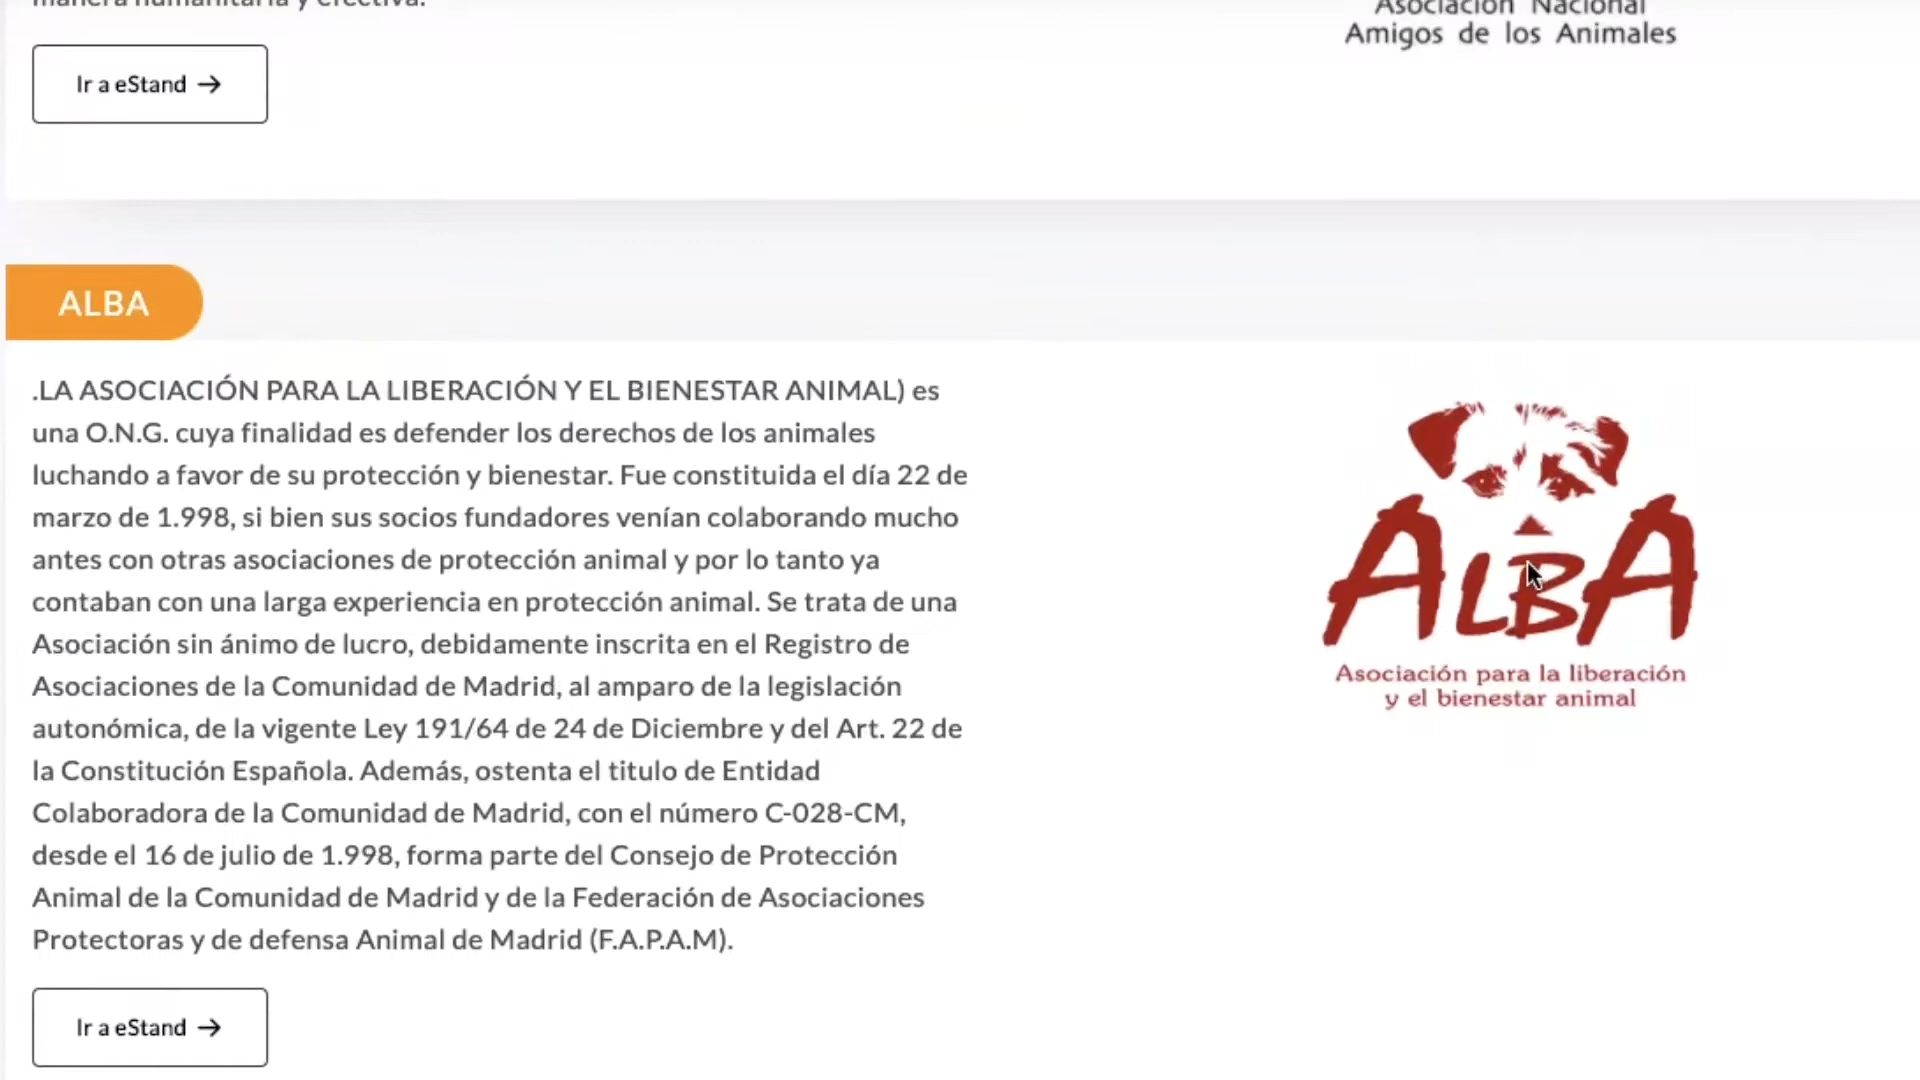 manera humanitaria y efectiva.
Asociación Nacional
Amigos de los Animales
Ir a eStand →
ALBA
.LA ASOCIACIÓN PARA LA LIBERACIÓN Y EL BIENESTAR ANIMAL) es
una O.N.G. cuya finalidad es defender los derechos de los animales
luchando a favor de su protección y bienestar. Fue constituida el día 22 de
marzo de 1.998, si bien sus socios fundadores venían colaborando mucho
antes con otras asociaciones de protección animal y por lo tanto ya
contaban con una larga experiencia en protección animal. Se trata de una
Asociación sin ánimo de lucro, debidamente inscrita en el Registro de
Asociaciones de la Comunidad de Madrid, al amparo de la legislación
autonómica, de la vigente Ley 191/64 de 24 de Diciembre y del Art. 22 de
la Constitución Española. Además, ostenta el titulo de Entidad
Colaboradora de la Comunidad de Madrid, con el número C-028-CM,
desde el 16 de julio de 1.998, forma parte del Consejo de Protección
Animal de la Comunidad de Madrid y de la Federación de Asociaciones
Protectoras y de defensa Animal de Madrid (F.A.P.A.M).
ALBA
Asociación para la liberación
y el bienestar animal
Ir a eStand →